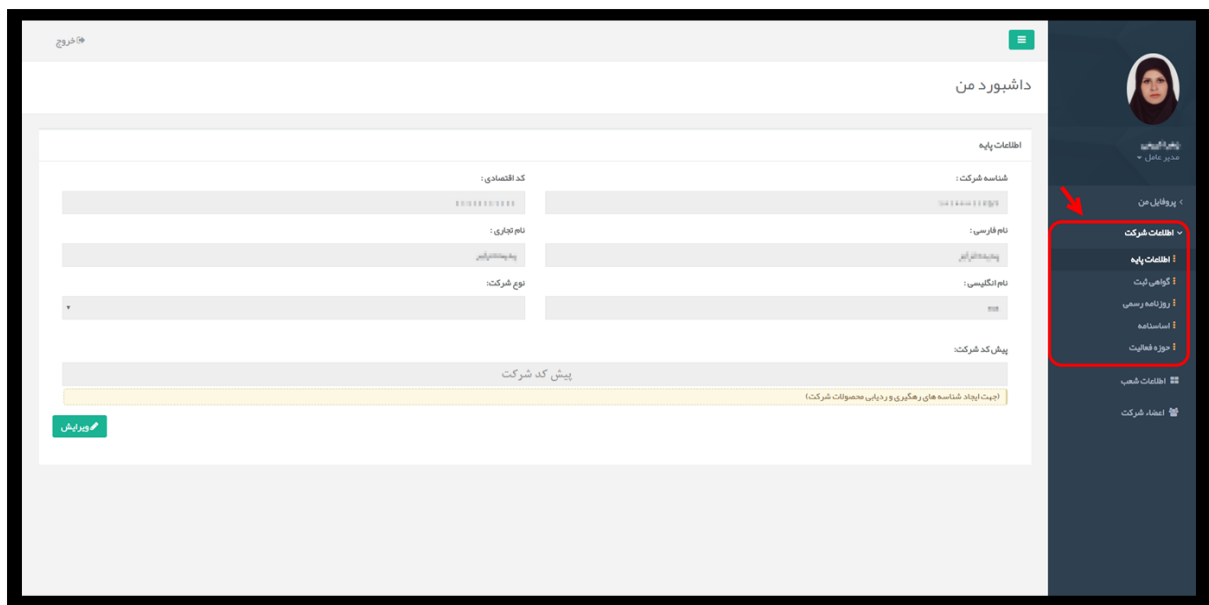 خروج
داشبورد من
مدیر عامل
پروفایل من
اطلاعات شرکت
اطلاعات پایه
گواهی ثبت
روزنامه رسمی
اساسنامه
حوزه فعالیت
اطلاعات شعب
اعضاء شرکت
اطلاعات پایه
شناسه شرکت :
کد اقتصادی :
نام فارسی :
نام تجاری :
نام انگلیسی :
نوع شرکت:
پیش کد شرکت:
پیش کد شرکت
(جهت ایجاد شناسه های رهگیری و ردیابی محصولات شرکت)
ویرایش